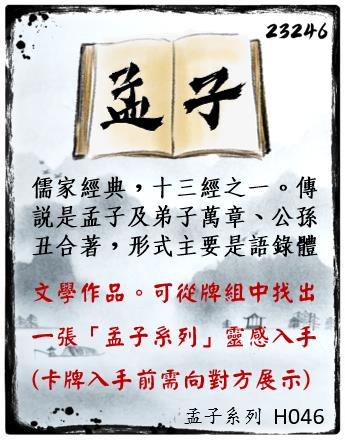 23246
孟子
儒家經典，十三經之一。傳
說是孟子及弟子萬章、公孫
丑合著，形式主要是語錄體
文學作品。可從牌組中找出
一張「孟子系列」靈感入手
(卡牌入手前需向對方展示)
孟子系列 H046